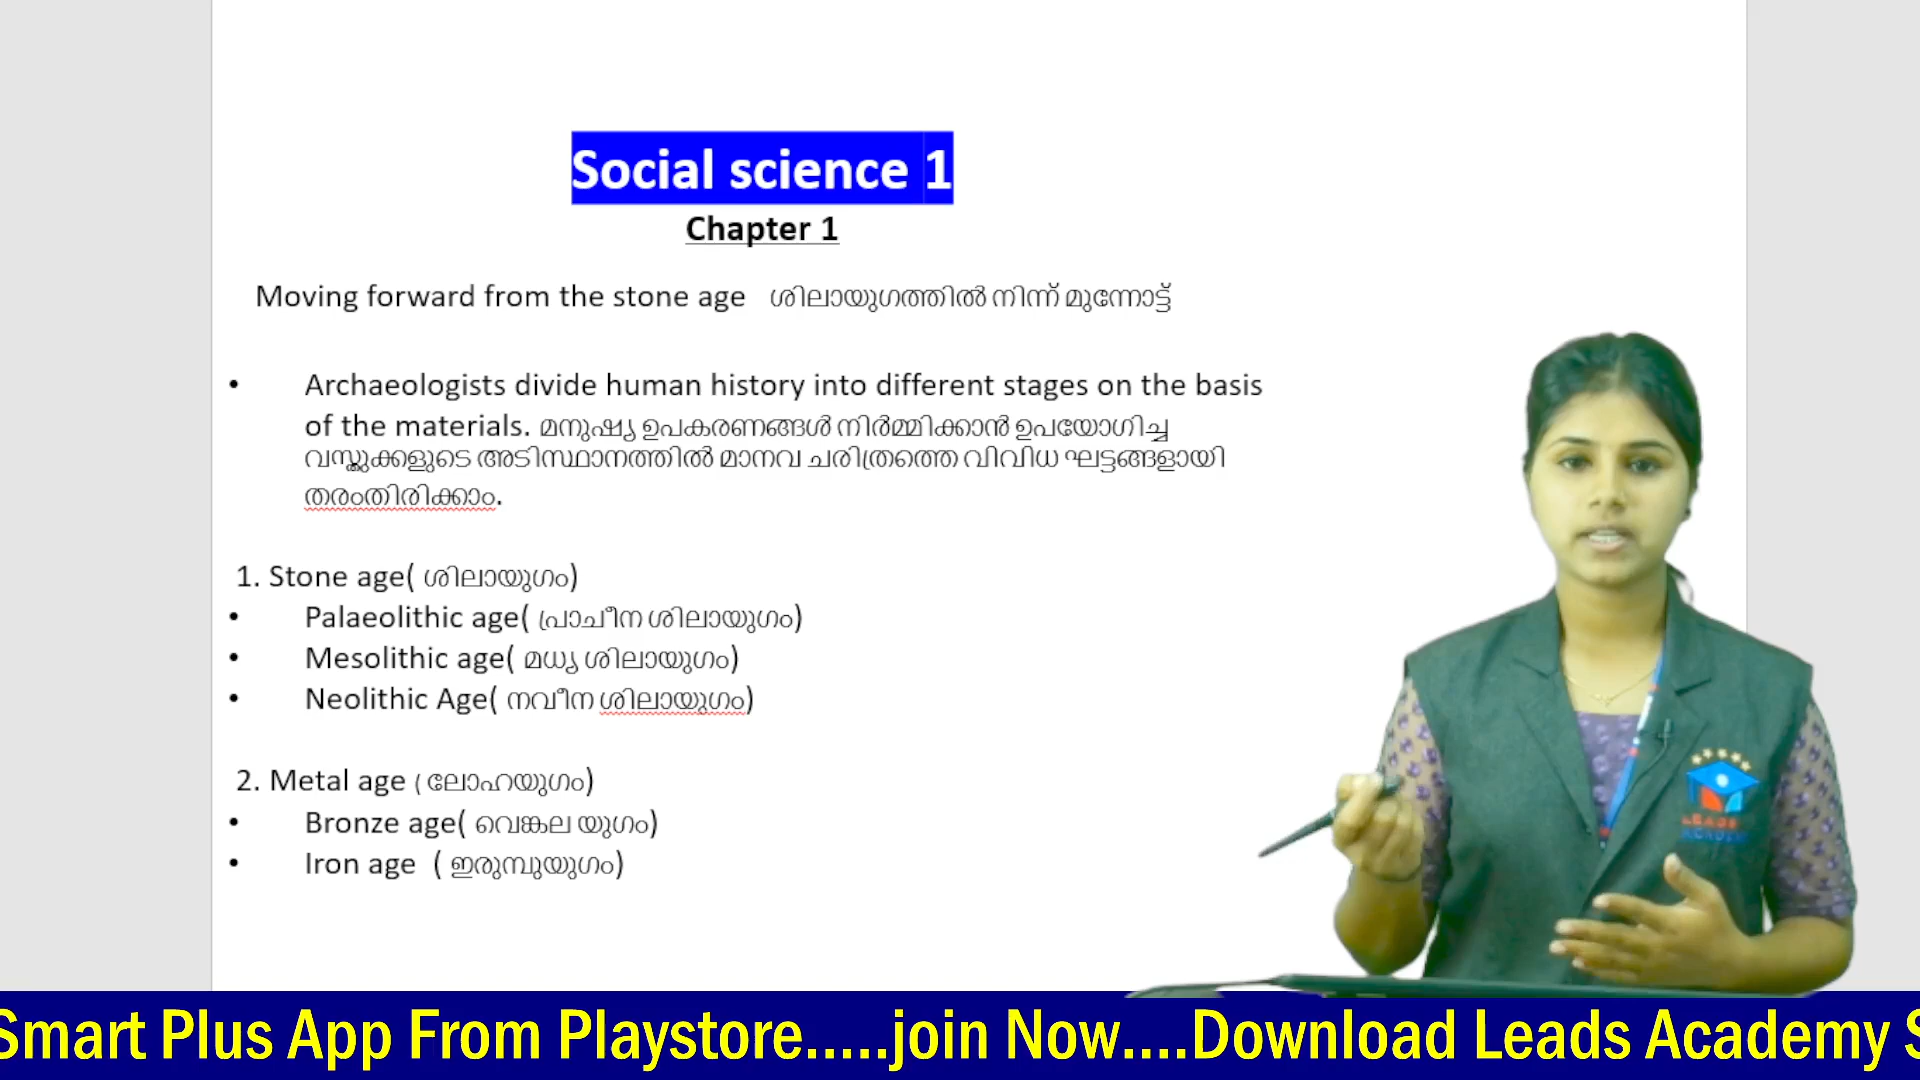 Social science 1
Chapter 1
Moving forward from the stone age ശിലായുഗത്തിൽ നിന്ന് മുന്നോട്ട്
• Archaeologists divide human history into different stages on the basis
of the materials. മനുഷ്യ ഉപകരണങ്ങൾ നിർമ്മിക്കാൻ ഉപയോഗിച്ച
വസ്തുക്കളുടെ അടിസ്ഥാനത്തിൽ മാനവ ചരിത്രത്തെ വിവിധ ഘട്ടങ്ങളായി
തരംതിരിക്കാം.
1. Stone age( ശിലായുഗം)
• Palaeolithic age( പ്രാചീന ശിലായുഗം)
• Mesolithic age( മധ്യ ശിലായുഗം)
• Neolithic Age( നവീന ശിലായുഗം)
2. Metal age ( ലോഹയുഗം)
• Bronze age( വെങ്കല യുഗം)
• Iron age ( ഇരുമ്പുയുഗം)
LEADS
ACADEMY
Smart Plus App From Playstore.....join Now....Download Leads Academy S